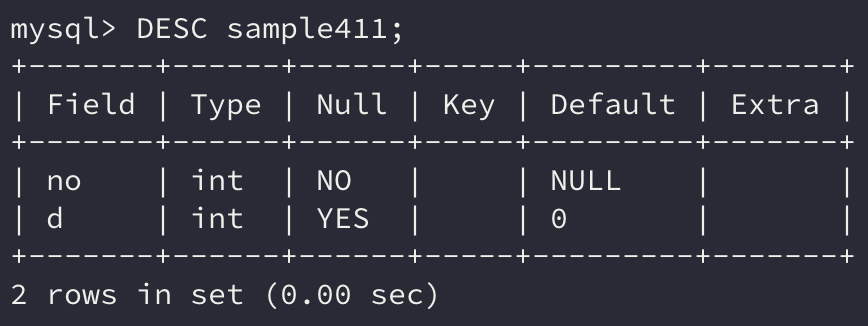 mysql> DESC sample411;
+-------+------+------+-----+---------+-------+
| Field | Type | Null | Key | Default | Extra |
+-------+------+------+-----+---------+-------+
| no    | int  | NO   |     | NULL    |       |
| d     | int  | YES  |     | 0       |       |
+-------+------+------+-----+---------+-------+
2 rows in set (0.00 sec)